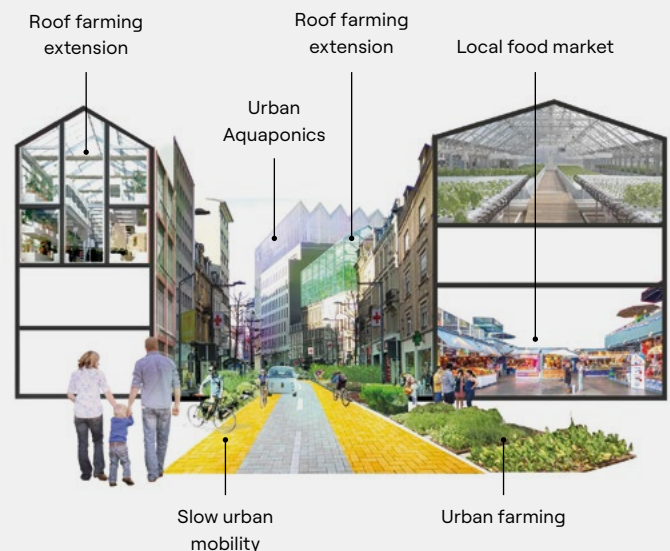 Roof farming
extension
Roof farming
extension
Local food market
Urban
Aquaponics
Slow urban
mobility
Urban farming